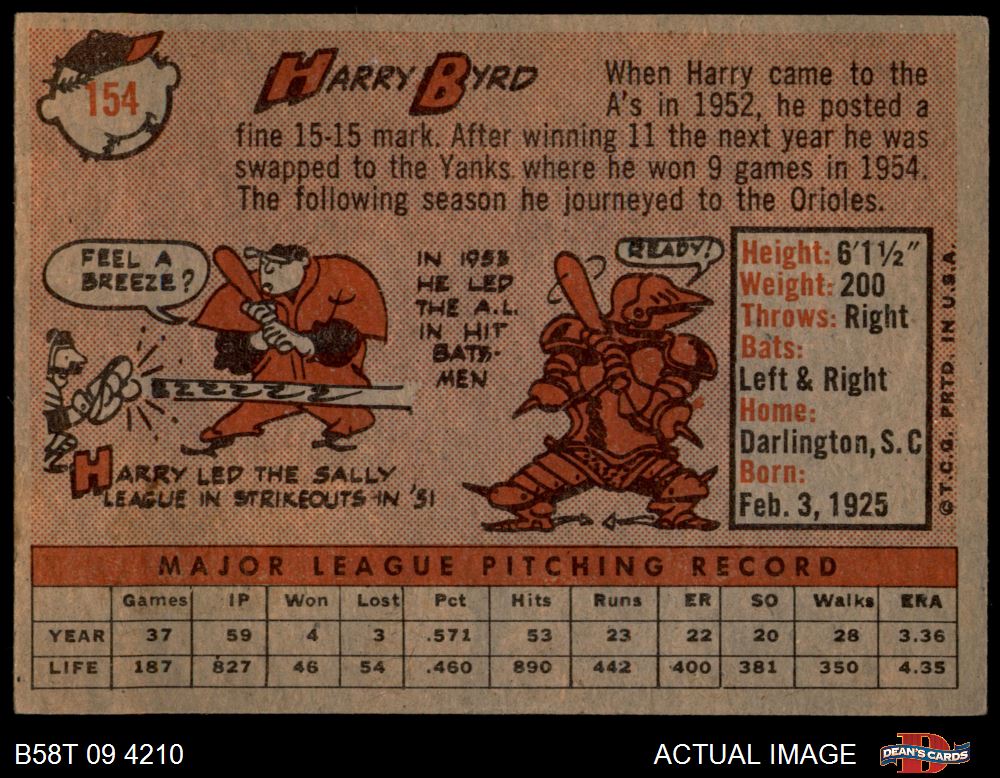 154
HARRY BYRD
When Harry came to the
A's in 1952, he posted a
fine 15-15 mark. After winning 11 the next year he was
swapped to the Yanks where he won 9 games in 1954.
The following season he journeyed to the Orioles.
FEEL A
BREEZE?
HARRY LED THE SALLY
LEAGUE IN STRIKEOUTS IN '51
IN 1953
HE LED
THE A.L.
IN HIT
BATS-
MEN
READY!
Height: 6'1½"
Weight: 200
Throws: Right
Bats:
Left & Right
Home:
Darlington, S. C
Born:
Feb. 3, 1925
©T.C.G. PRTD. IN U.S.A.
MAJOR LEAGUE PITCHING RECORD
Games IP Won Lost Pct Hits Runs ER SO Walks ERA
YEAR 37 59 4 3 .571 53 23 22 20 28 3.36
LIFE 187 827 46 54 .460 890 442 400 381 350 4.35
B58T 09 4210
ACTUAL IMAGE
D
DEAN'S CARDS